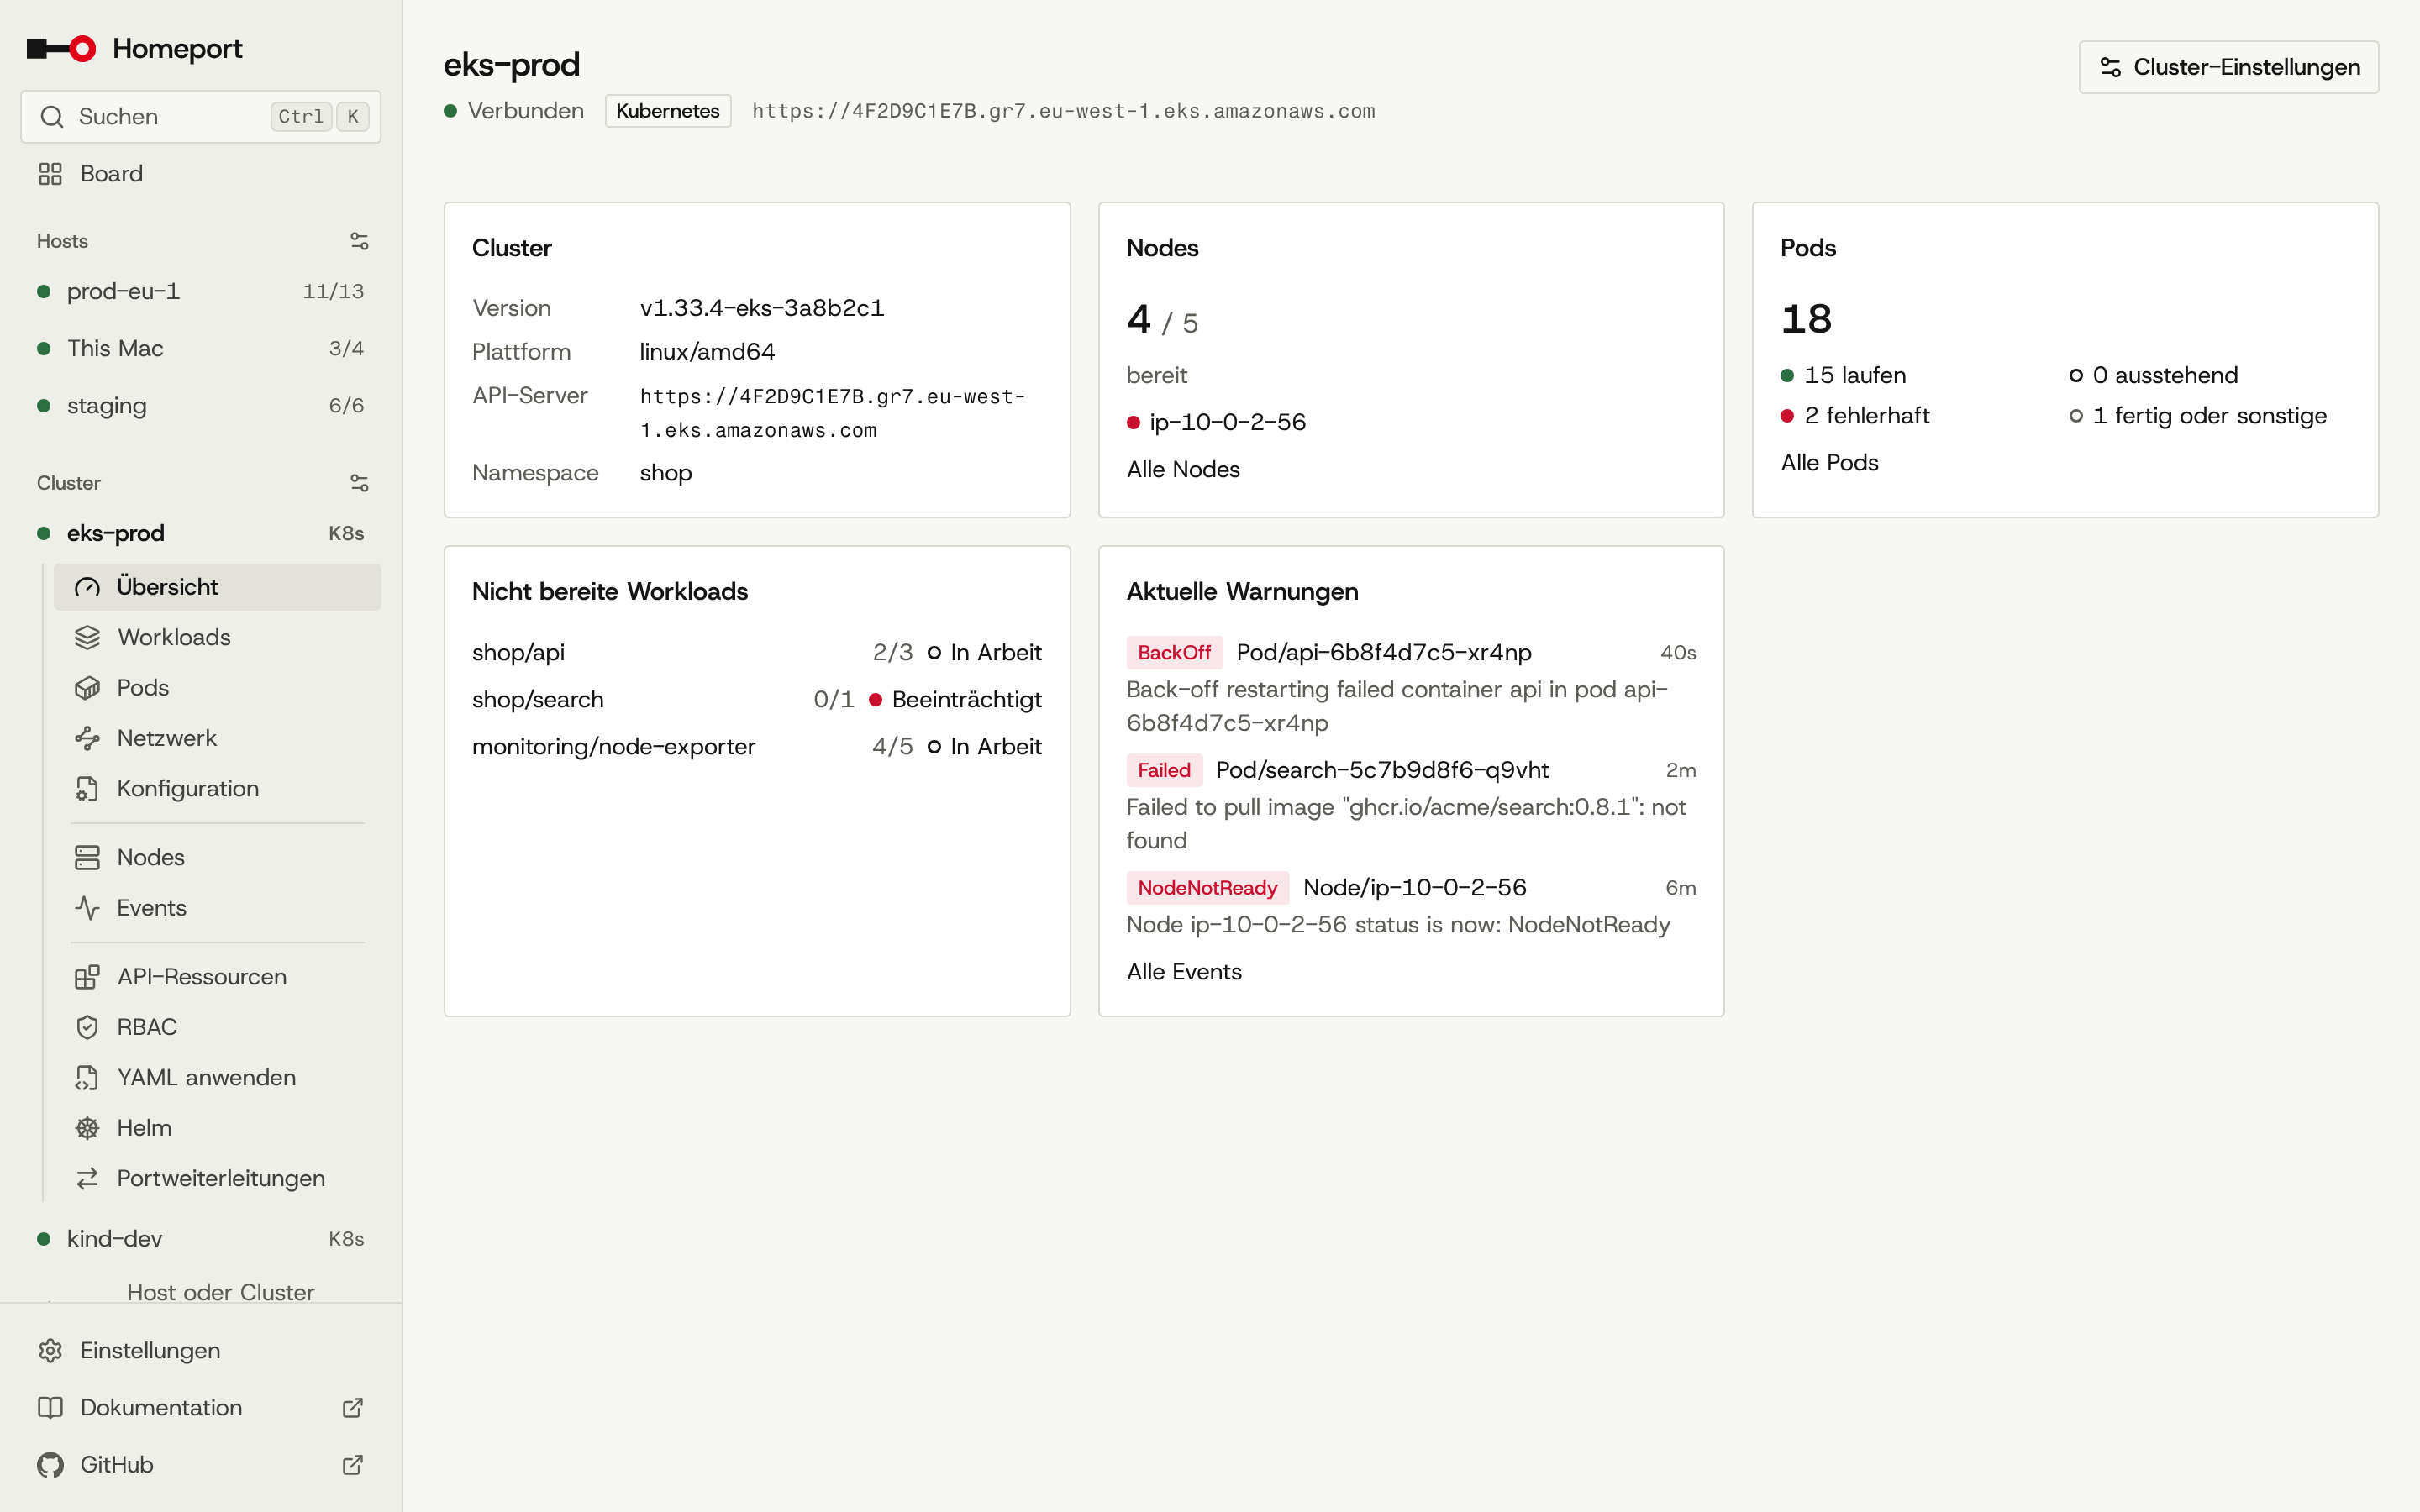 Homeport
Suchen Ctrl K
Board
Hosts
prod-eu-1 11/13
This Mac 3/4
staging 6/6
Cluster
eks-prod K8s
Übersicht
Workloads
Pods
Netzwerk
Konfiguration
Nodes
Events
API-Ressourcen
RBAC
YAML anwenden
Helm
Portweiterleitungen
kind-dev K8s
Host oder Cluster
Einstellungen
Dokumentation
GitHub
eks-prod
Cluster-Einstellungen
Verbunden Kubernetes https://4F2D9C1E7B.gr7.eu-west-1.eks.amazonaws.com
Cluster
Version v1.33.4-eks-3a8b2c1
Plattform linux/amd64
API-Server https://4F2D9C1E7B.gr7.eu-west-
1.eks.amazonaws.com
Namespace shop
Nodes
4 / 5
bereit
ip-10-0-2-56
Alle Nodes
Pods
18
15 laufen 0 ausstehend
2 fehlerhaft 1 fertig oder sonstige
Alle Pods
Nicht bereite Workloads
shop/api 2/3 In Arbeit
shop/search 0/1 Beeinträchtigt
monitoring/node-exporter 4/5 In Arbeit
Aktuelle Warnungen
BackOff Pod/api-6b8f4d7c5-xr4np 40s
Back-off restarting failed container api in pod api-
6b8f4d7c5-xr4np
Failed Pod/search-5c7b9d8f6-q9vht 2m
Failed to pull image "ghcr.io/acme/search:0.8.1": not
found
NodeNotReady Node/ip-10-0-2-56 6m
Node ip-10-0-2-56 status is now: NodeNotReady
Alle Events